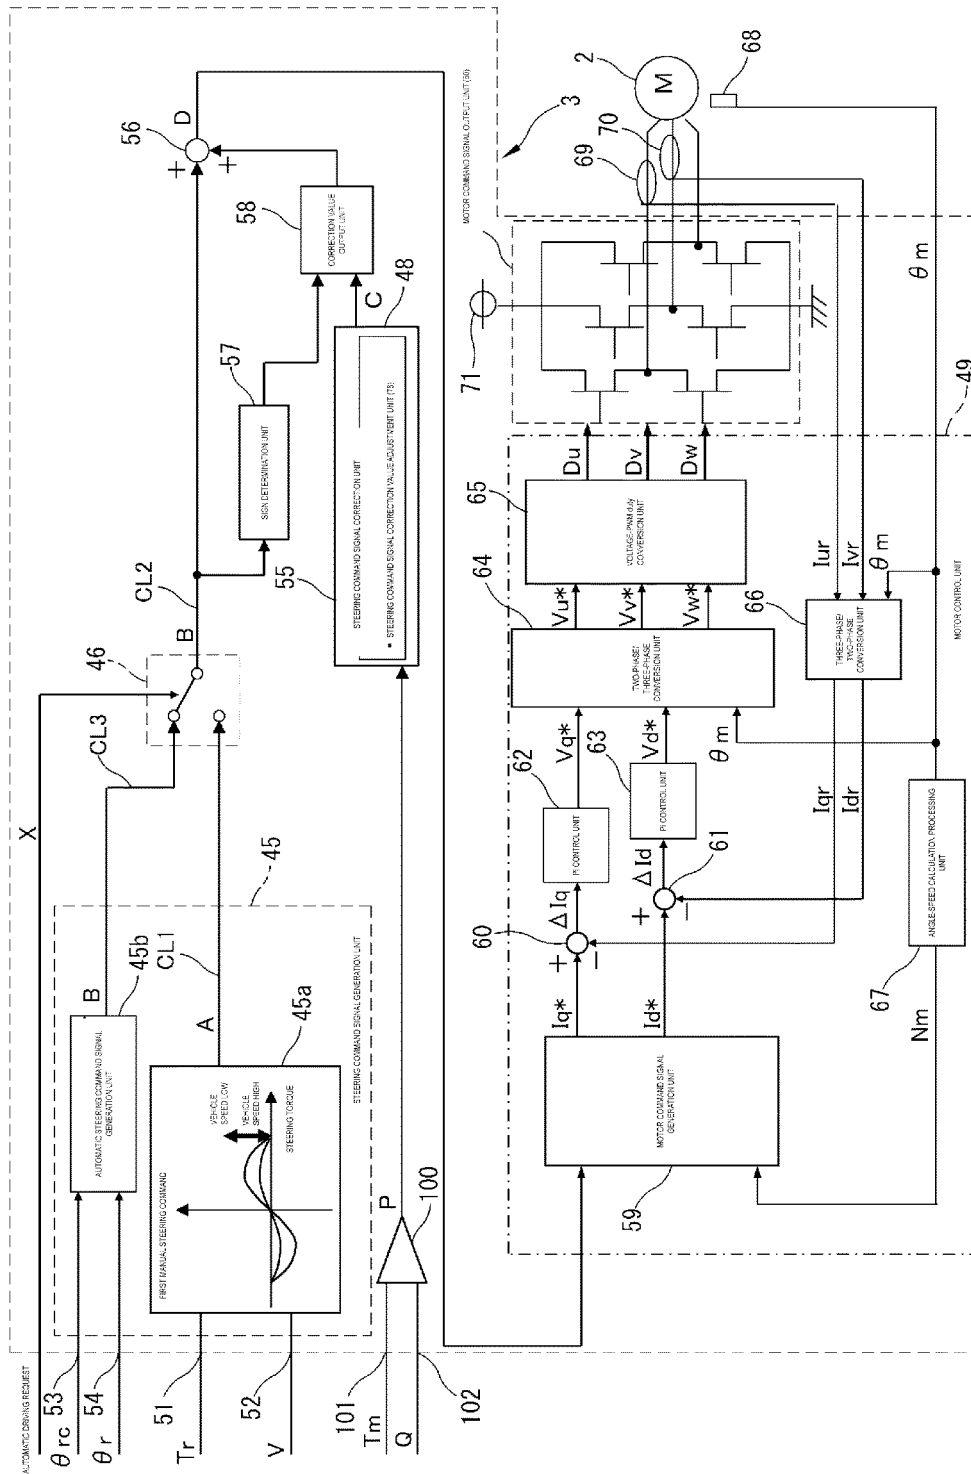 AUTOMATIC DRIVING REQUEST
X
θrc
53
θr
54
AUTOMATIC STEERING COMMAND SIGNAL
GENERATION UNIT
45b
B
CL3
46
B
CL2
Tr
51
V
52
FIRST MANUAL STEERING COMMAND
VEHICLE
SPEED LOW
VEHICLE
SPEED HIGH
STEERING TORQUE
45a
A
CL1
45
STEERING COMMAND SIGNAL GENERATION UNIT
SIGN DETERMINATION UNIT
57
+
+
56
D
CORRECTION VALUE
OUTPUT UNIT
58
C
STEERING COMMAND SIGNAL CORRECTION UNIT
• STEERING COMMAND SIGNAL CORRECTION VALUE ADJUSTMENT UNIT (75)
55
48
101
Tm
Q
102
P
100
MOTOR COMMAND SIGNAL OUTPUT UNIT (50)
3
MOTOR COMMAND SIGNAL
GENERATION UNIT
59
Iq*
Id*
60
+
−
ΔIq
+
−
ΔId
61
PI CONTROL UNIT
62
PI CONTROL UNIT
63
Vq*
Vd*
θm
TWO-PHASE/
THREE-PHASE
CONVERSION UNIT
64
Vu*
Vv*
Vw*
VOLTAGE-PWM duty
CONVERSION UNIT
65
Du
Dv
Dw
71
69
70
M
2
68
Iur
Ivr
θm
θm
THREE-PHASE/
TWO-PHASE
CONVERSION UNIT
66
Iqr
Idr
ANGLE-SPEED CALCULATION PROCESSING
UNIT
67
Nm
MOTOR CONTROL UNIT
49